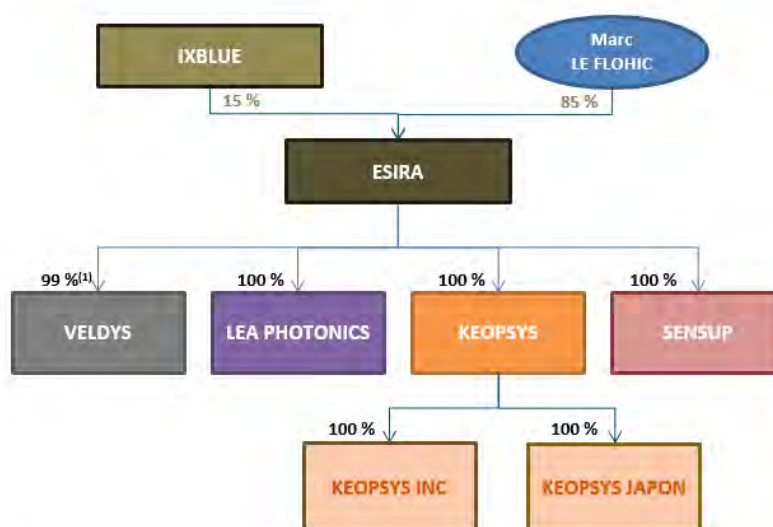 IXBLUE
Marc
LE FLOHIC
15 %
85 %
ESIRA
99 %(1)
100 %
100 %
100 %
VELDYS
LEA PHOTONICS
KEOPSYS
SENSUP
100 %
100 %
KEOPSYS INC
KEOPSYS JAPON